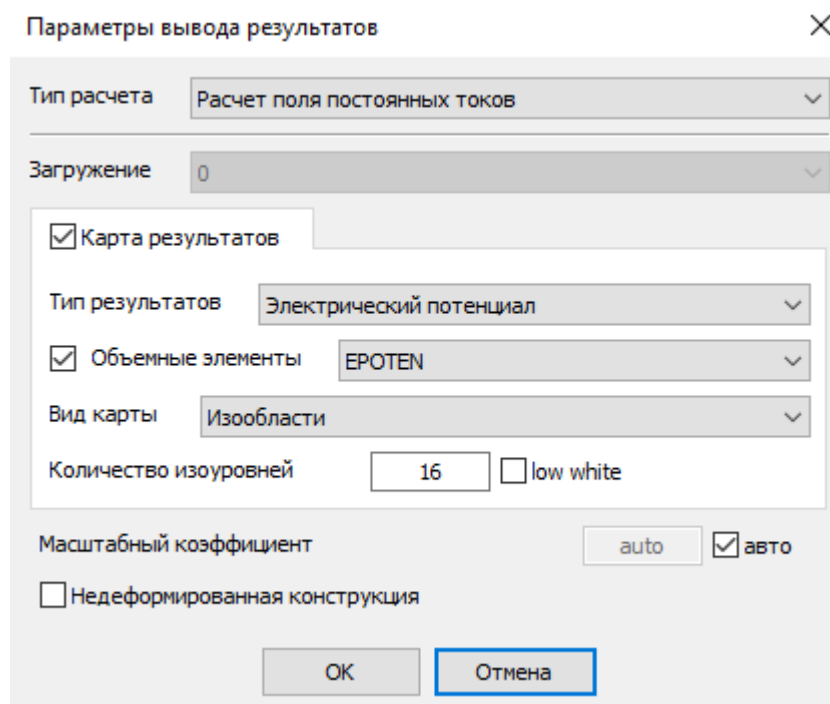 Параметры вывода результатов
Тип расчета Расчет поля постоянных токов
Загружение 0
Карта результатов
Тип результатов Электрический потенциал
Объемные элементы EPOTEN
Вид карты Изообласти
Количество изоуровней 16 low white
Масштабный коэффициент auto авто
Недеформированная конструкция
OK Отмена